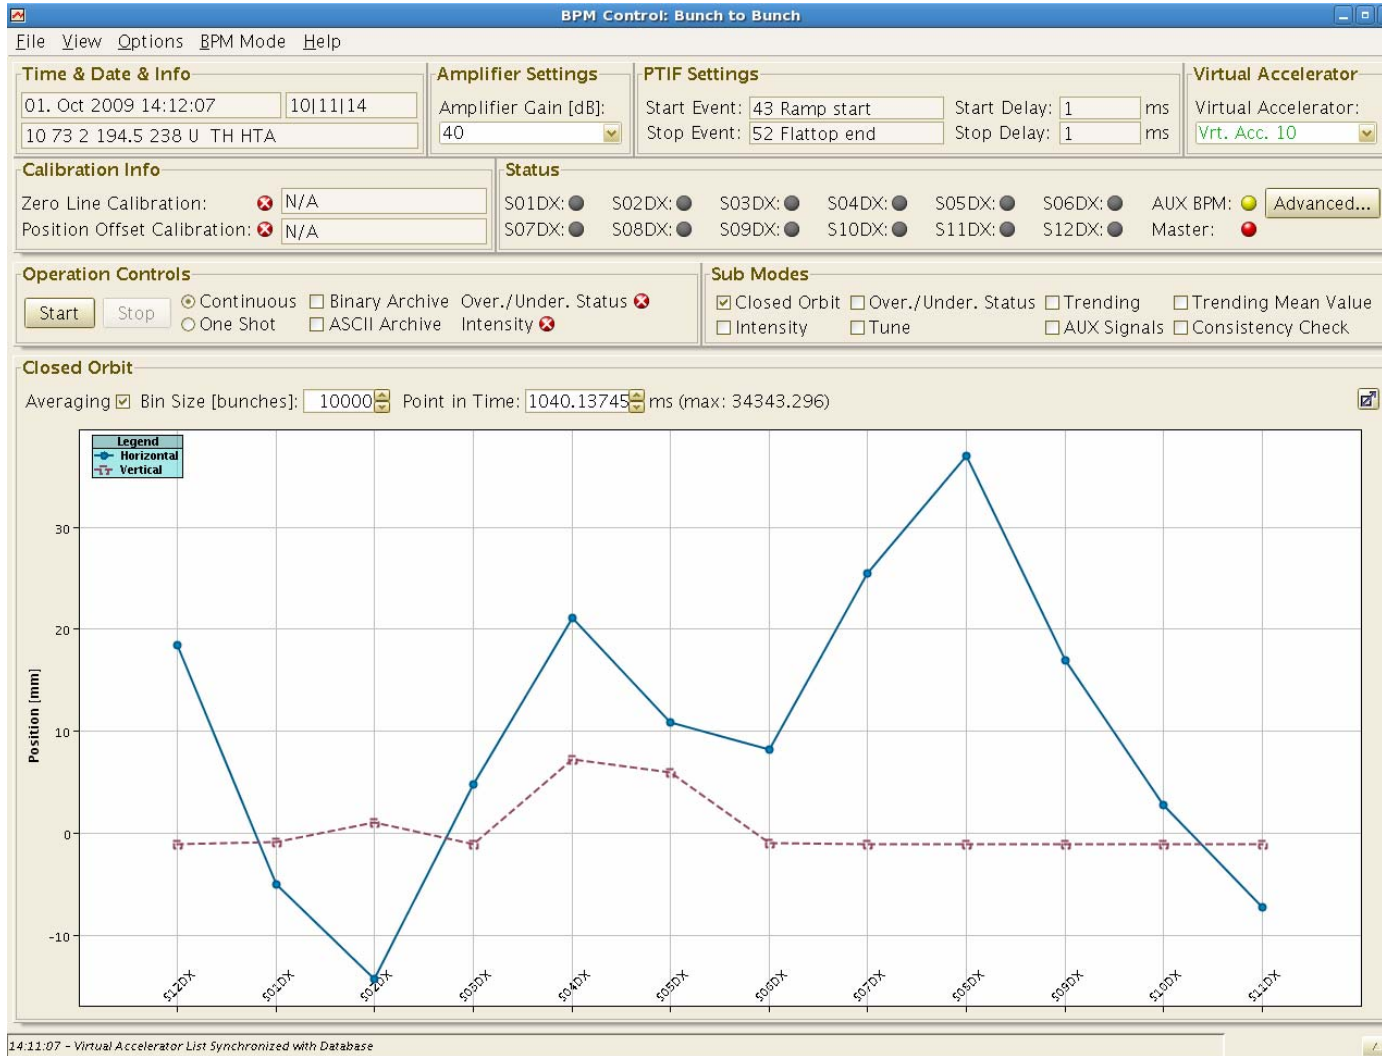 BPM Control: Bunch to Bunch
File View Options BPM Mode Help
Time & Date & Info
01. Oct 2009 14:12:07 10|11|14
10 73 2 194.5 238 U TH HTA
Amplifier Settings
Amplifier Gain [dB]:
40
PTIF Settings
Start Event: 43 Ramp start Start Delay: 1 ms
Stop Event: 52 Flattop end Stop Delay: 1 ms
Virtual Accelerator
Virtual Accelerator:
Vrt. Acc. 10
Calibration Info
Zero Line Calibration: N/A
Position Offset Calibration: N/A
Status
S01DX: S02DX: S03DX: S04DX: S05DX: S06DX: AUX BPM: Advanced...
S07DX: S08DX: S09DX: S10DX: S11DX: S12DX: Master:
Operation Controls
Start Stop
Continuous Binary Archive Over./Under. Status
One Shot ASCII Archive Intensity
Sub Modes
Closed Orbit Over./Under. Status Trending Trending Mean Value
Intensity Tune AUX Signals Consistency Check
Closed Orbit
Averaging Bin Size [bunches]: 10000 Point in Time: 1040.13745 ms (max: 34343.296)
Legend
Horizontal
Vertical
30
20
10
0
-10
Position [mm]
S12DX S01DX S02DX S03DX S04DX S05DX S06DX S07DX S08DX S09DX S10DX S11DX
14:11:07 - Virtual Accelerator List Synchronized with Database